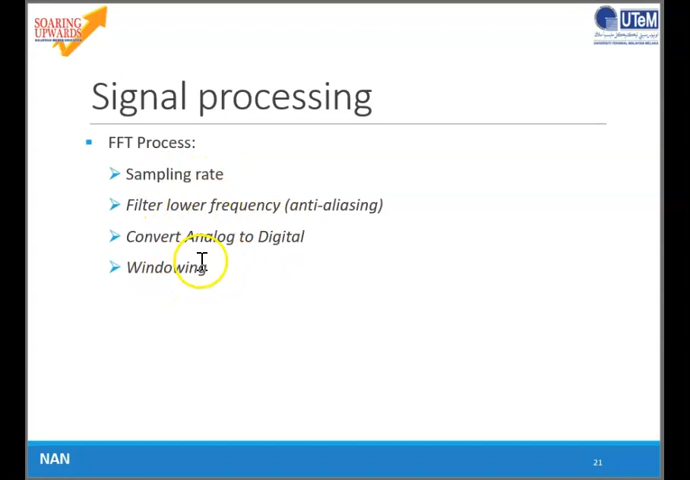 SOARING
UPWARDS
UTeM
Signal processing
FFT Process:
Sampling rate
Filter lower frequency (anti-aliasing)
Convert Analog to Digital
Windowing
NAN
21